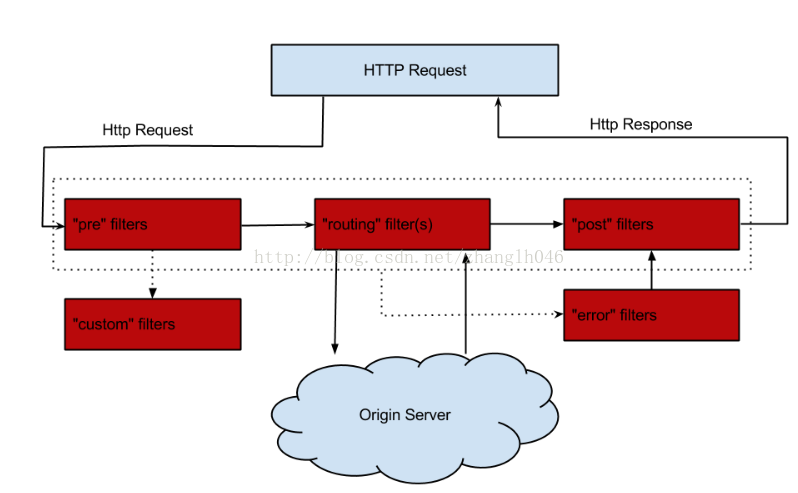 HTTP Request
Http Request
Http Response
"pre" filters
"routing" filter(s)
"post" filters
http://blog.csdn.net/zhanglh046
"custom" filters
"error" filters
Origin Server